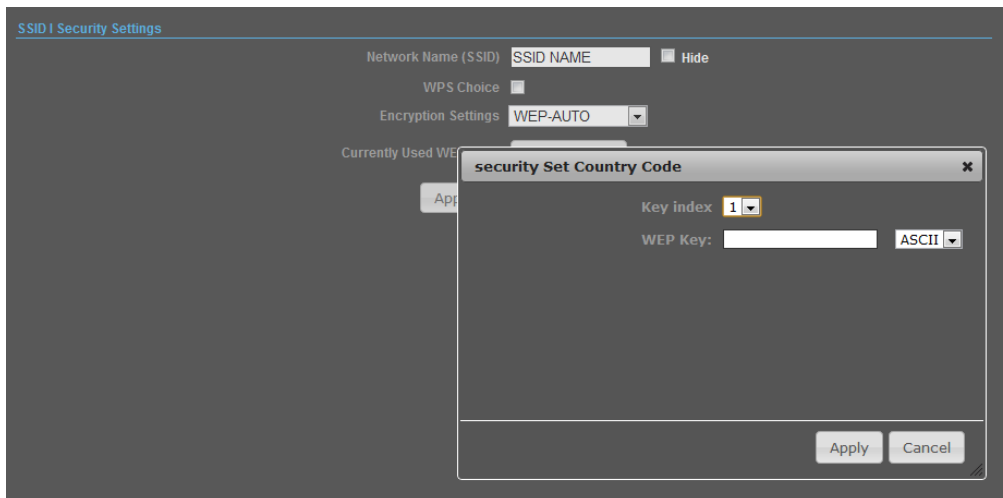 SSID I Security Settings
Network Name (SSID) SSID NAME Hide
WPS Choice
Encryption Settings WEP-AUTO
Currently Used WE
App
security Set Country Code
Key index 1
WEP Key: ASCII
Apply Cancel